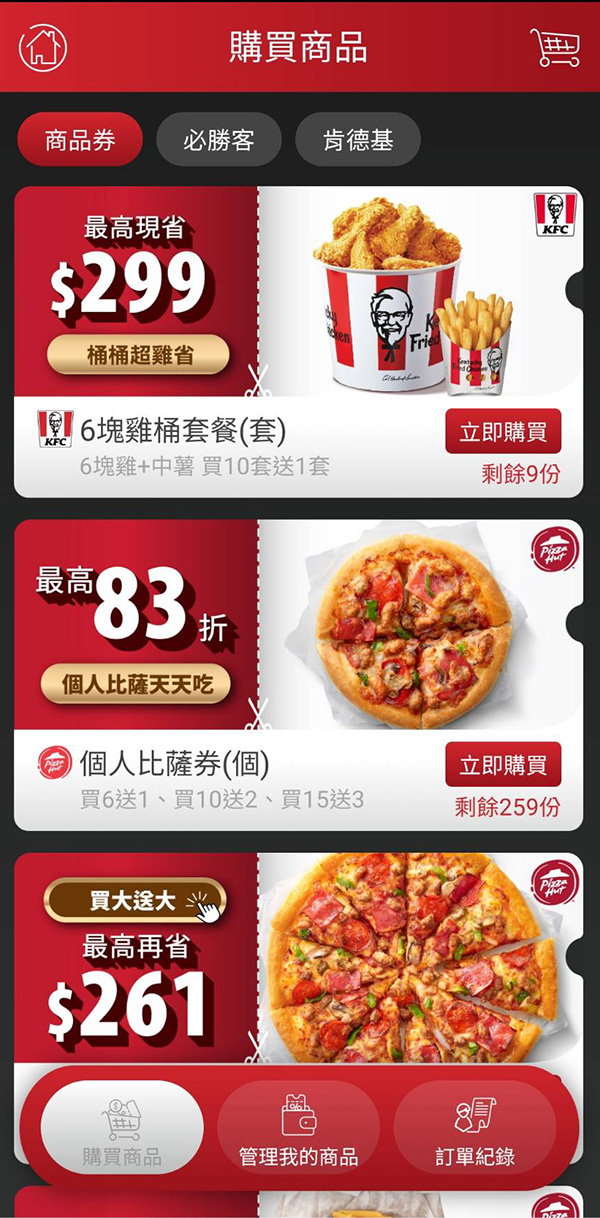 購買商品
商品券
必勝客
肯德基
最高現省
$299
桶桶超雞省
KFC
Fried
KFC
6塊雞桶套餐(套)
立即購買
6塊雞+中薯 買10套送1套
剩餘9份
最高83折
個人比薩天天吃
Pizza Hut
Pizza Hut
個人比薩券(個)
立即購買
買6送1、買10送2、買15送3
剩餘259份
買大送大
最高再省
$261
Pizza Hut
購買商品
管理我的商品
訂單紀錄